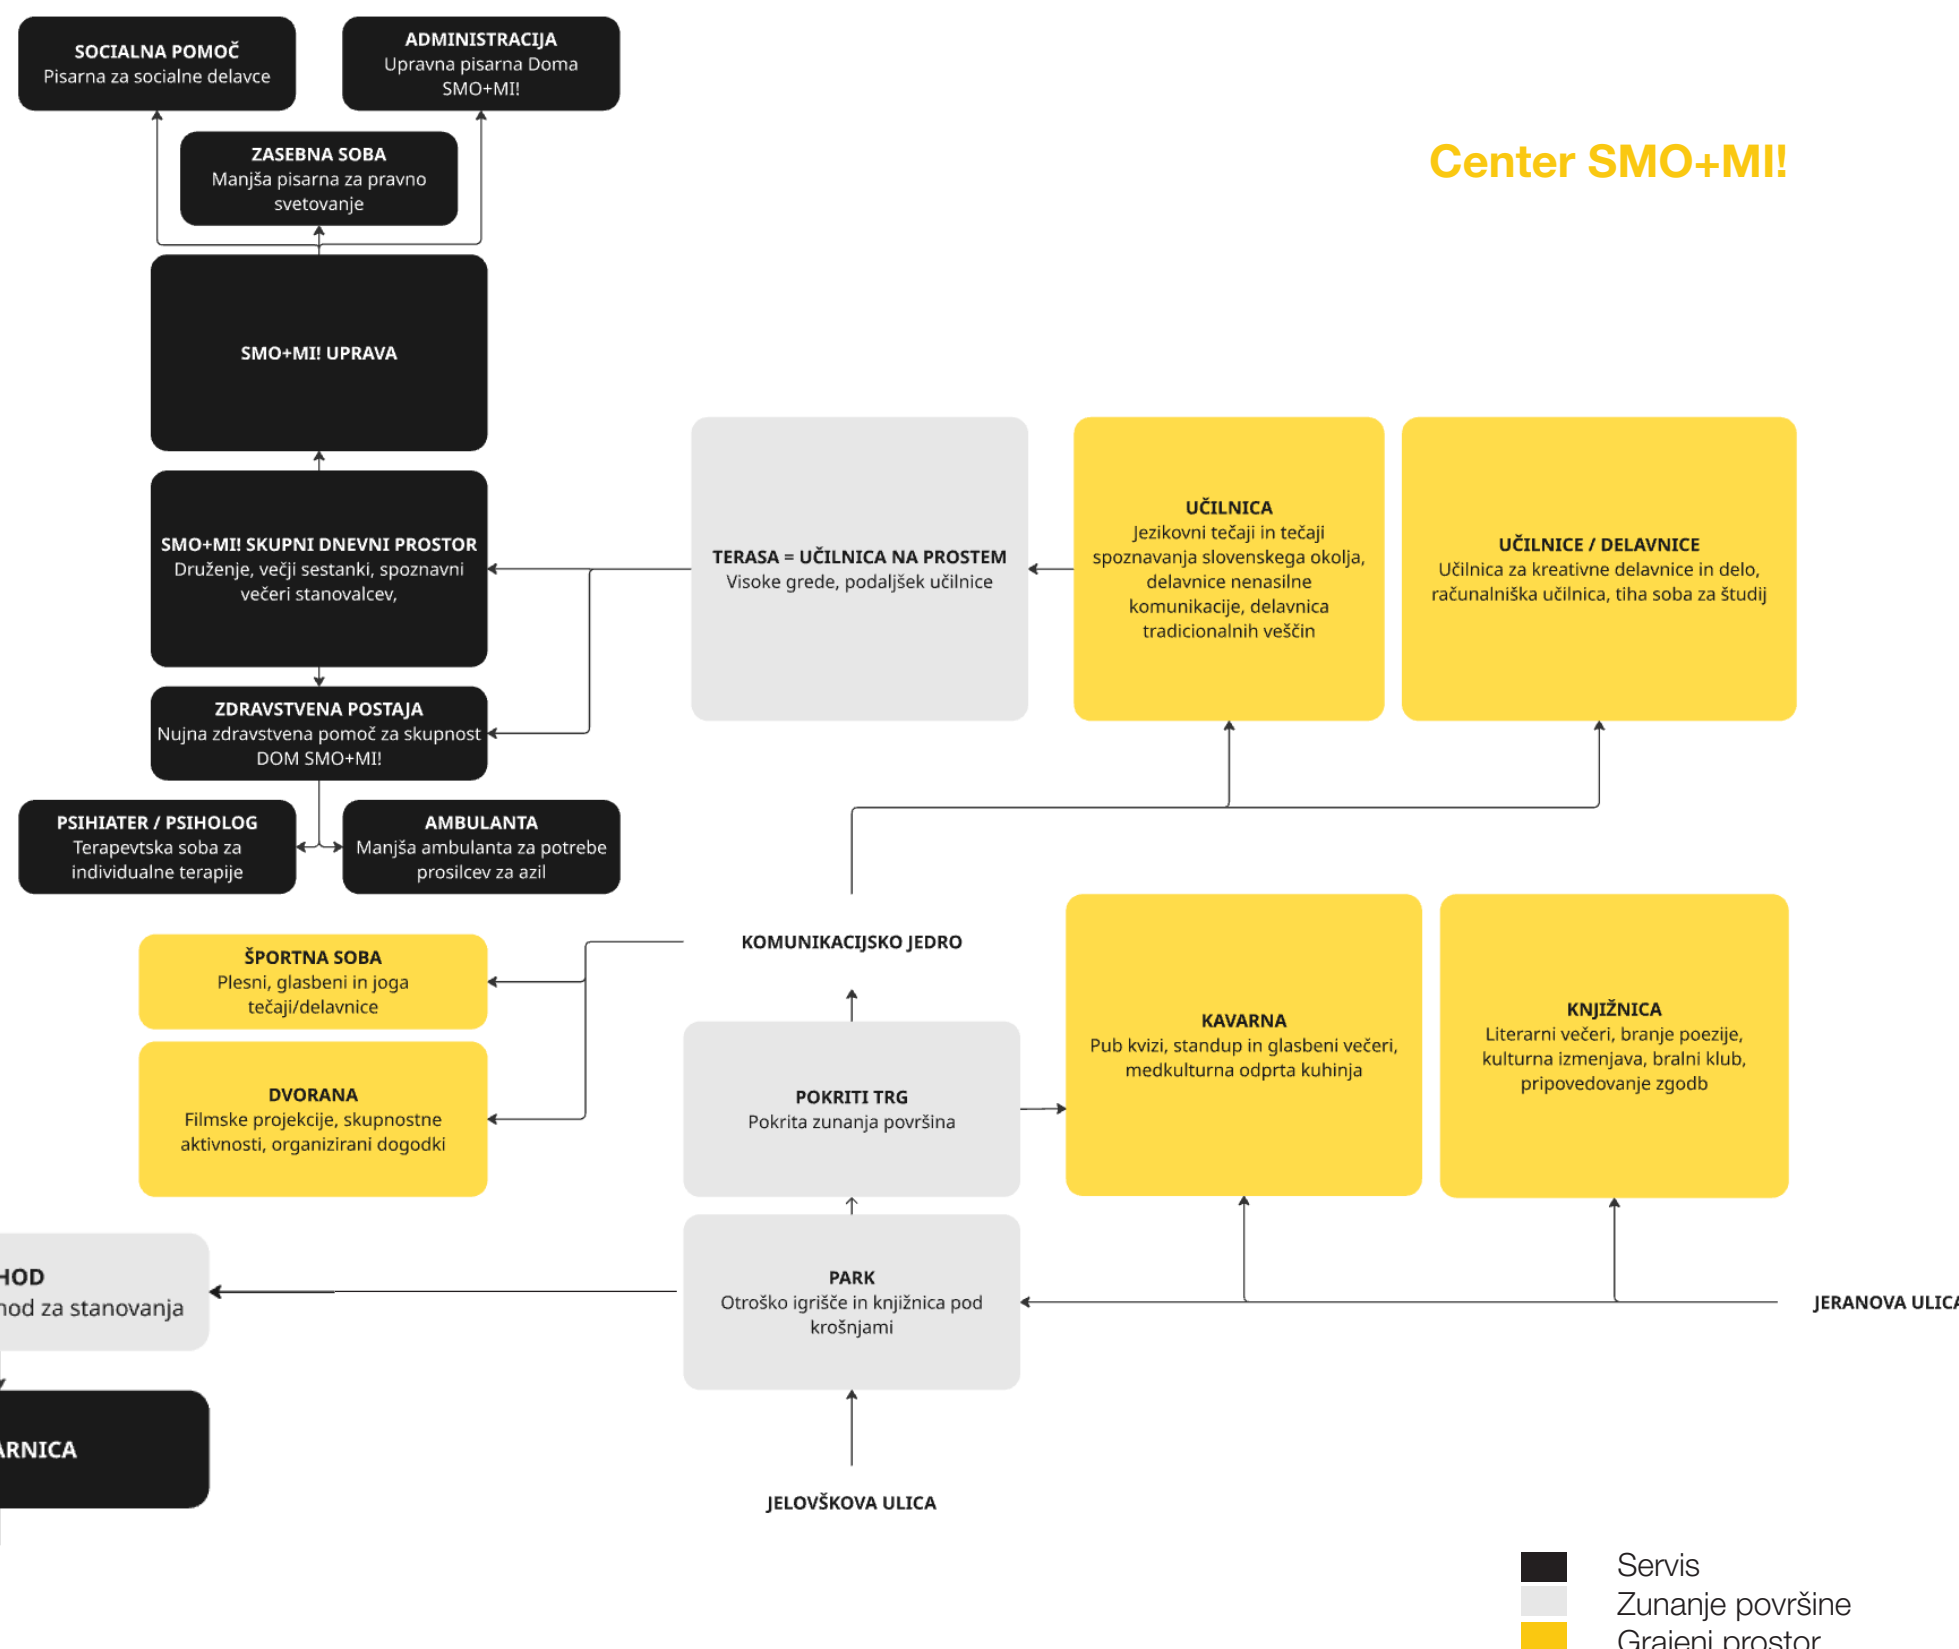 SOCIALNA POMOČ
Pisarna za socialne delavce
ADMINISTRACIJA
Upravna pisarna Doma
SMO+MI!
ZASEBNA SOBA
Manjša pisarna za pravno
svetovanje
Center SMO+MI!
SMO+MI! UPRAVA
SMO+MI! SKUPNI DNEVNI PROSTOR
Druženje, večji sestanki, spoznavni
večeri stanovalcev,
TERASA = UČILNICA NA PROSTEM
Visoke grede, podaljšek učilnice
UČILNICA
Jezikovni tečaji in tečaji
spoznavanja slovenskega okolja,
delavnice nenasilne
komunikacije, delavnica
tradicionalnih veščin
UČILNICE / DELAVNICE
Učilnica za kreativne delavnice in delo,
računalniška učilnica, tiha soba za študij
ZDRAVSTVENA POSTAJA
Nujna zdravstvena pomoč za skupnost
DOM SMO+MI!
PSIHIATER / PSIHOLOG
Terapevtska soba za
individualne terapije
AMBULANTA
Manjša ambulanta za potrebe
prosilcev za azil
KOMUNIKACIJSKO JEDRO
ŠPORTNA SOBA
Plesni, glasbeni in joga
tečaji/delavnice
DVORANA
Filmske projekcije, skupnostne
aktivnosti, organizirani dogodki
POKRITI TRG
Pokrita zunanja površina
KAVARNA
Pub kvizi, standup in glasbeni večeri,
medkulturna odprta kuhinja
KNJIŽNICA
Literarni večeri, branje poezije,
kulturna izmenjava, bralni klub,
pripovedovanje zgodb
HOD
hod za stanovanja
PARK
Otroško igrišče in knjižnica pod
krošnjami
JERANOVA ULICA
ARNICA
JELOVŠKOVA ULICA
Servis
Zunanje površine
Grajeni prostor